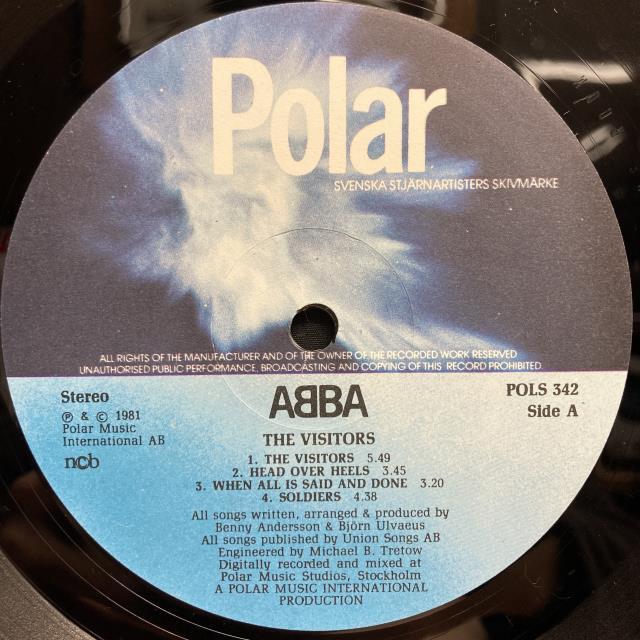 Polar
SVENSKA STJÄRNARTISTERS SKIVMÄRKE
ALL RIGHTS OF THE MANUFACTURER AND OF THE OWNER OF THE RECORDED WORK RESERVED
UNAUTHORISED PUBLIC PERFORMANCE, BROADCASTING AND COPYING OF THIS RECORD PROHIBITED.
Stereo
ABBA
POLS 342
Side A
℗ & © 1981
Polar Music
International AB
ncb
THE VISITORS
1. THE VISITORS 5.49
2. HEAD OVER HEELS 3.45
3. WHEN ALL IS SAID AND DONE 3.20
4. SOLDIERS 4.38
All songs written, arranged & produced by
Benny Andersson & Björn Ulvaeus
All songs published by Union Songs AB
Engineered by Michael B. Tretow
Digitally recorded and mixed at
Polar Music Studios, Stockholm
A POLAR MUSIC INTERNATIONAL
PRODUCTION